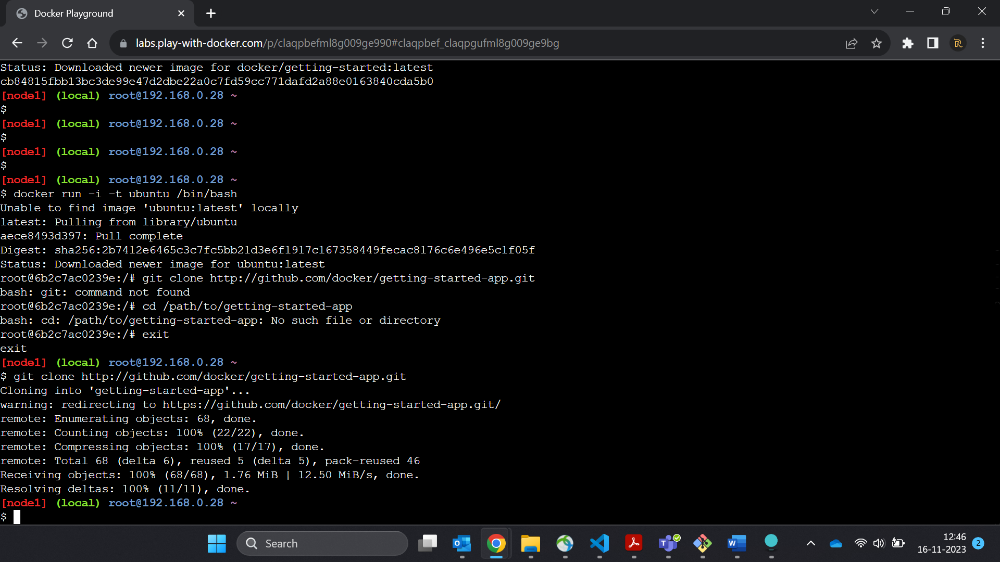 Docker Playground
labs.play-with-docker.com/p/claqpbefml8g009ge990#claqpbef_claqpgufml8g009ge9bg
Status: Downloaded newer image for docker/getting-started:latest
cb84815fbb13bc3de99e47d2dbe22a0c7fd59cc771dafd2a88e0163840cda5b0
[node1] (local) root@192.168.0.28 ~
$
[node1] (local) root@192.168.0.28 ~
$
[node1] (local) root@192.168.0.28 ~
$
[node1] (local) root@192.168.0.28 ~
$ docker run -i -t ubuntu /bin/bash
Unable to find image 'ubuntu:latest' locally
latest: Pulling from library/ubuntu
aece8493d397: Pull complete
Digest: sha256:2b7412e6465c3c7fc5bb21d3e6f1917c167358449fecac8176c6e496e5c1f05f
Status: Downloaded newer image for ubuntu:latest
root@6b2c7ac0239e:/# git clone http://github.com/docker/getting-started-app.git
bash: git: command not found
root@6b2c7ac0239e:/# cd /path/to/getting-started-app
bash: cd: /path/to/getting-started-app: No such file or directory
root@6b2c7ac0239e:/# exit
exit
[node1] (local) root@192.168.0.28 ~
$ git clone http://github.com/docker/getting-started-app.git
Cloning into 'getting-started-app'...
warning: redirecting to https://github.com/docker/getting-started-app.git/
remote: Enumerating objects: 68, done.
remote: Counting objects: 100% (22/22), done.
remote: Compressing objects: 100% (17/17), done.
remote: Total 68 (delta 6), reused 5 (delta 5), pack-reused 46
Receiving objects: 100% (68/68), 1.76 MiB | 12.50 MiB/s, done.
Resolving deltas: 100% (11/11), done.
[node1] (local) root@192.168.0.28 ~
$
Search
12:46
16-11-2023
2